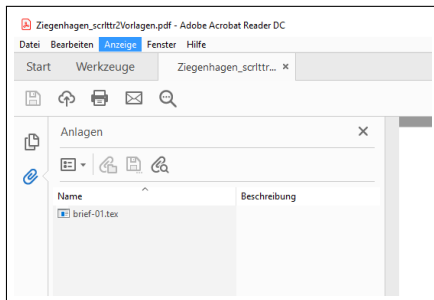 Ziegenhagen_scrlttr2Vorlagen.pdf - Adobe Acrobat Reader DC
Datei Bearbeiten Anzeige Fenster Hilfe
Start Werkzeuge Ziegenhagen_scrlttr... ×
Anlagen ×
Name Beschreibung
brief-01.tex